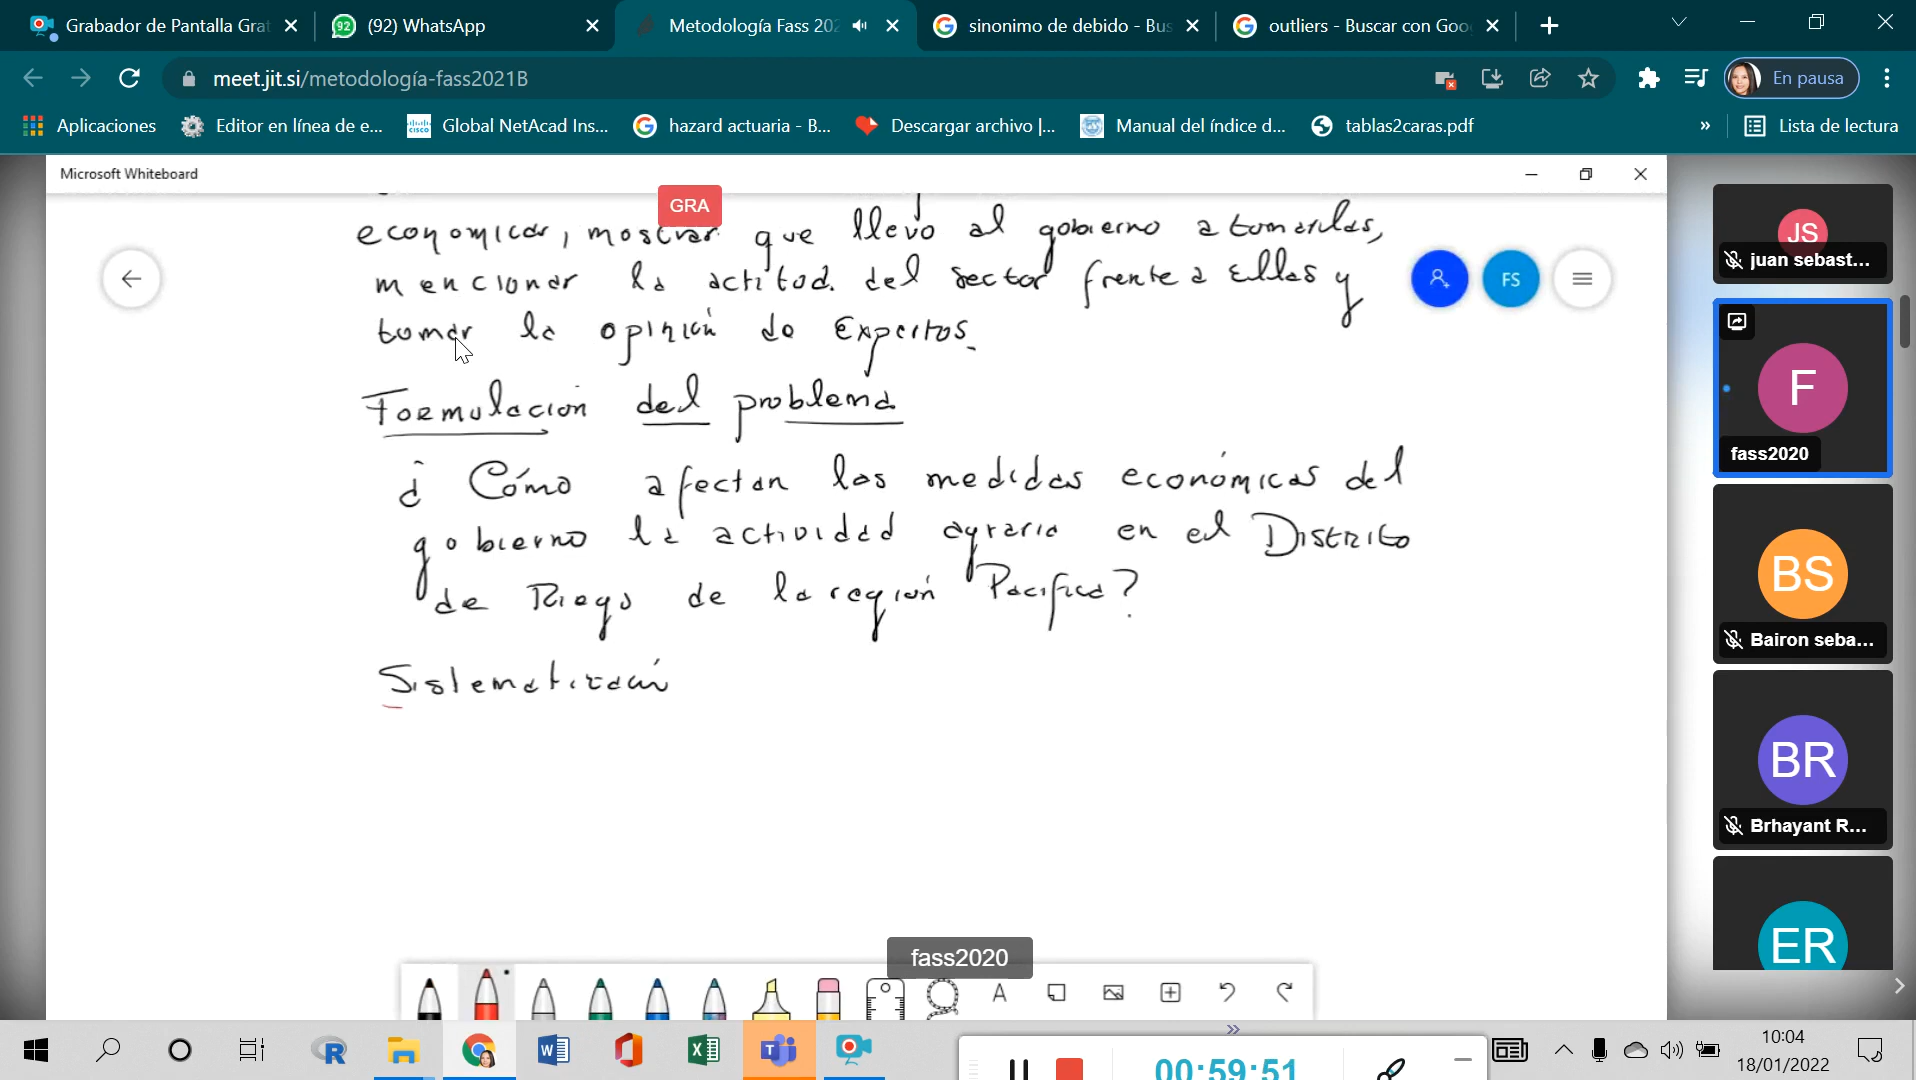 Grabador de Pantalla Grat
(92) WhatsApp
Metodología Fass 202
sinonimo de debido - Bus
outliers - Buscar con Goo
meet.jit.si/metodología-fass2021B
En pausa
Aplicaciones
Editor en línea de e...
Global NetAcad Ins...
hazard actuaria - B...
Descargar archivo |...
Manual del índice d...
tablas2caras.pdf
»
Lista de lectura
Microsoft Whiteboard
GRA
economicas, mostrar que llevó al gobierno a tomarlas,
mencionar la actitud. del sector frente a Ellas y
tomar la opinión de Expertos.
Formulación del problema
¿Cómo afectan las medidas económicas del
gobierno la actividad agraria en el Distrito
de Riego de la región Pacifica?
Sistematización
FS
JS
juan sebast...
F
fass2020
BS
Bairon seba...
BR
Brhayant R...
ER
fass2020
A
00:59:51
10:04
18/01/2022